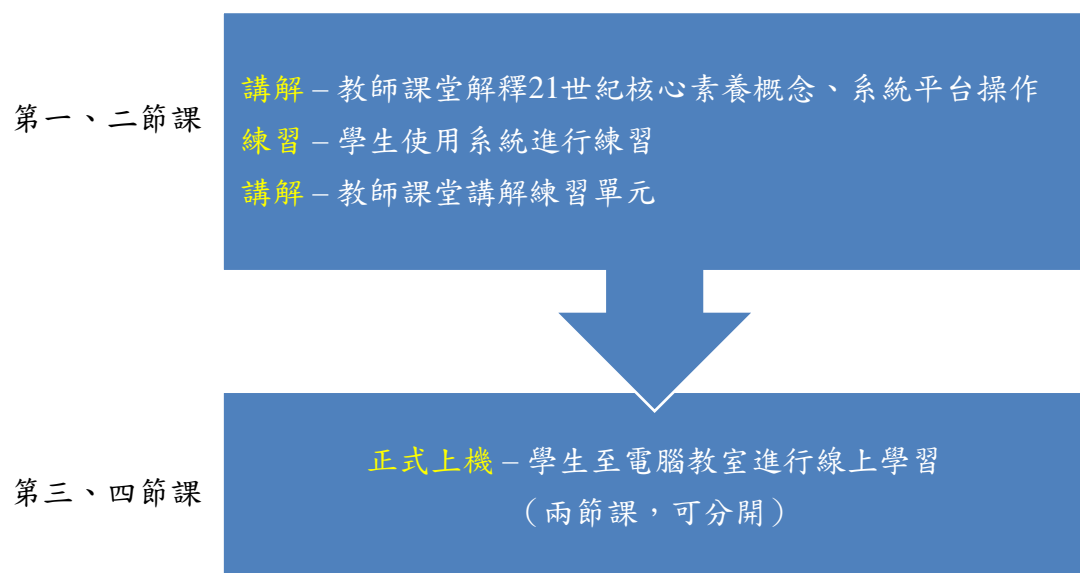 第一、二節課
講解 – 教師課堂解釋21世紀核心素養概念、系統平台操作
練習 – 學生使用系統進行練習
講解 – 教師課堂講解練習單元
第三、四節課
正式上機 – 學生至電腦教室進行線上學習
（兩節課，可分開）